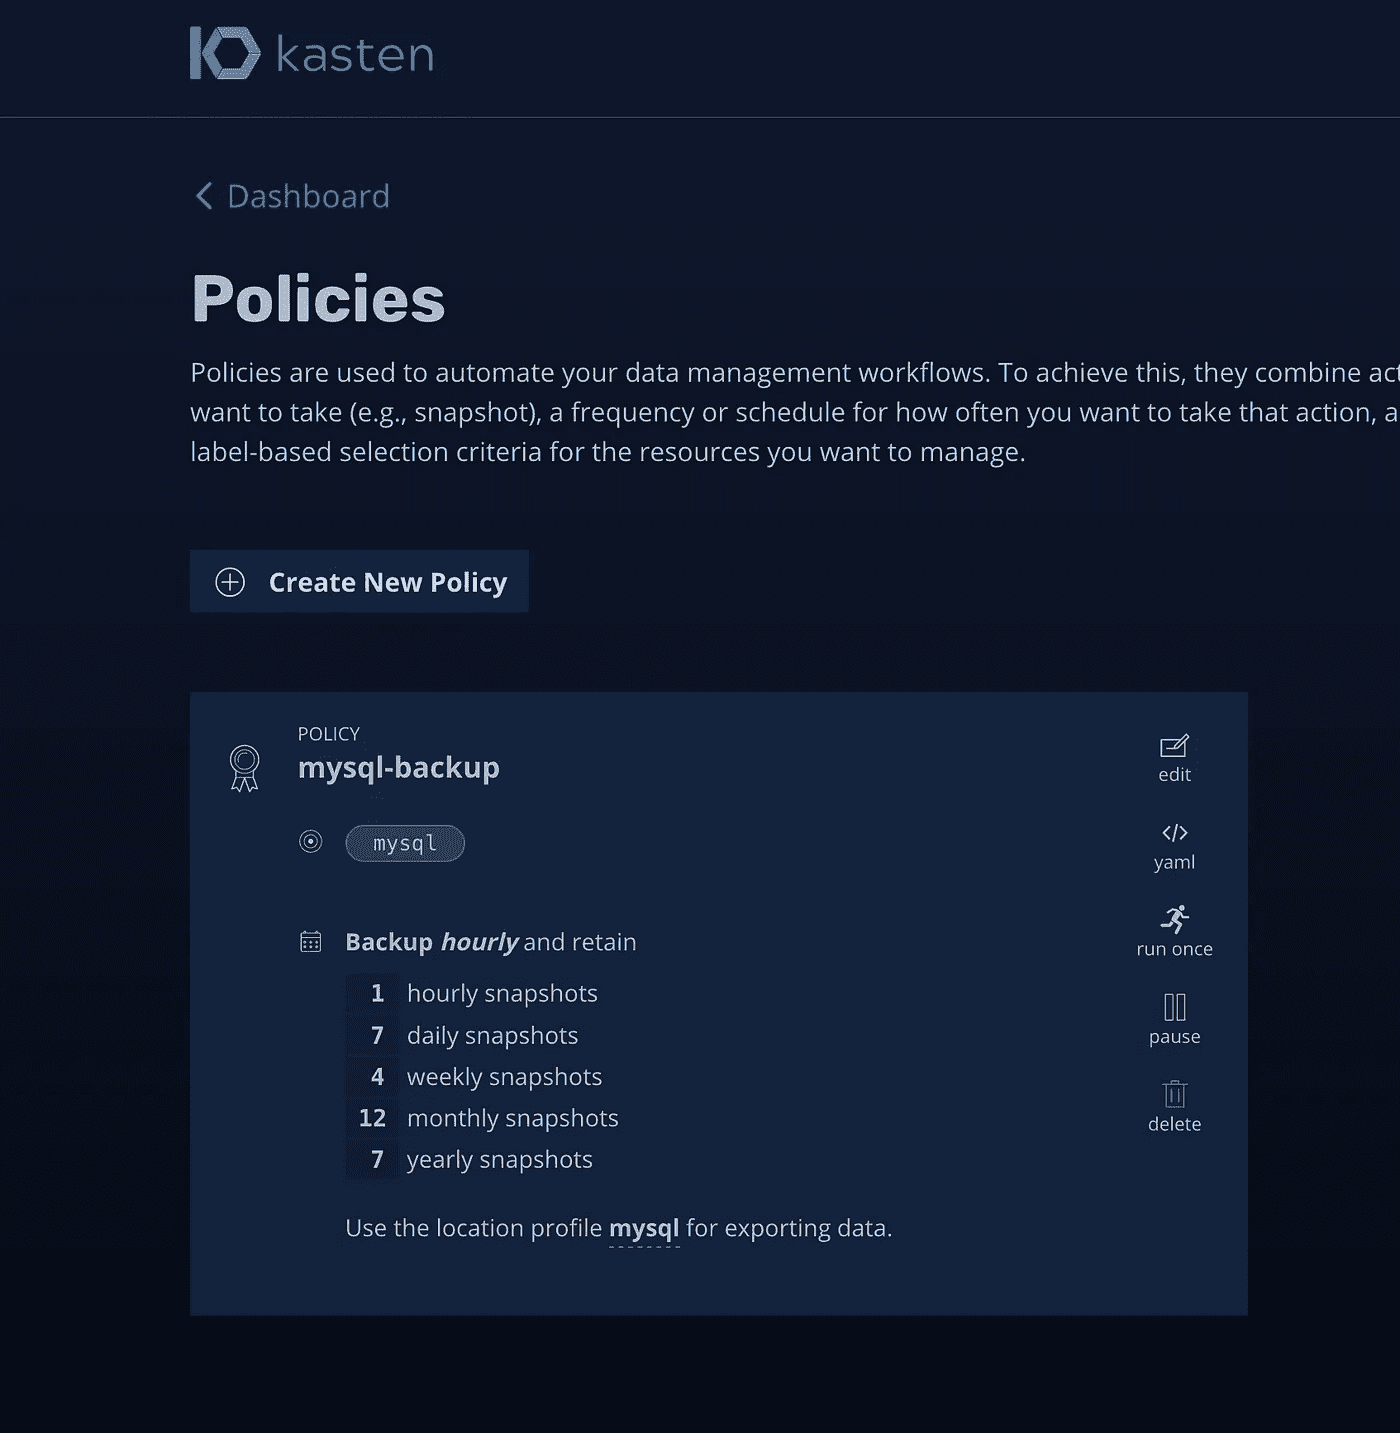 kasten
Dashboard
Policies
Policies are used to automate your data management workflows. To achieve this, they combine act
want to take (e.g., snapshot), a frequency or schedule for how often you want to take that action, a
label-based selection criteria for the resources you want to manage.
Create New Policy
POLICY
mysql-backup
mysql
Backup hourly and retain
1 hourly snapshots
7 daily snapshots
4 weekly snapshots
12 monthly snapshots
7 yearly snapshots
Use the location profile mysql for exporting data.
edit
yaml
run once
pause
delete